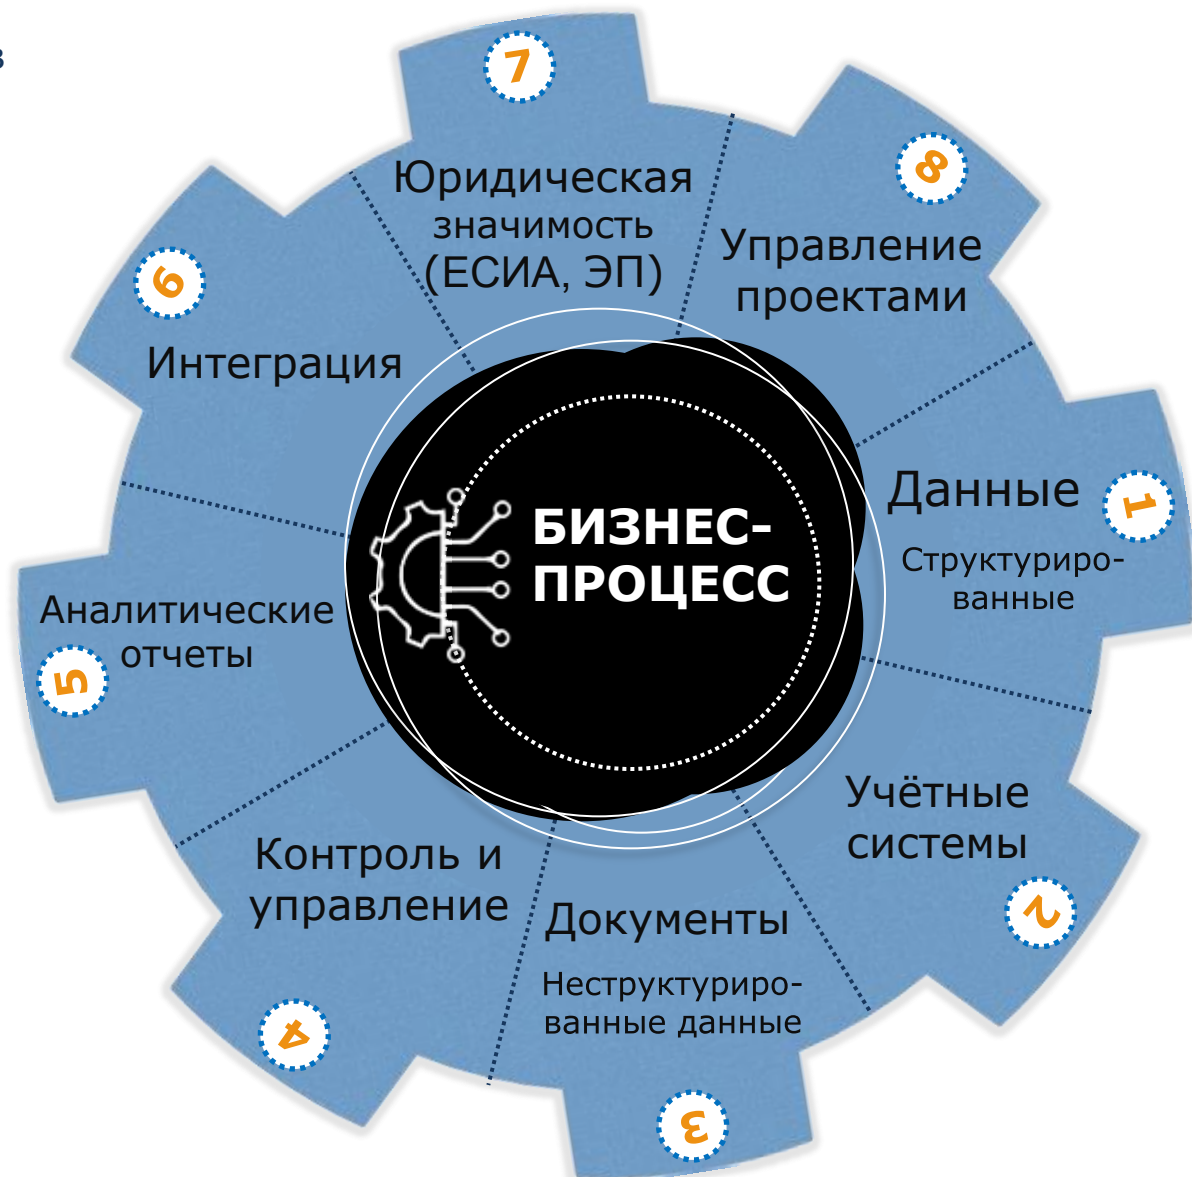 в
7
Юридическая
значимость
(ЕСИА, ЭП)
8
Управление
проектами
1
Данные
Структуриро-
ванные
2
Учётные
системы
3
Документы
Неструктуриро-
ванные данные
4
Контроль и
управление
5
Аналитические
отчеты
6
Интеграция
БИЗНЕС-
ПРОЦЕСС